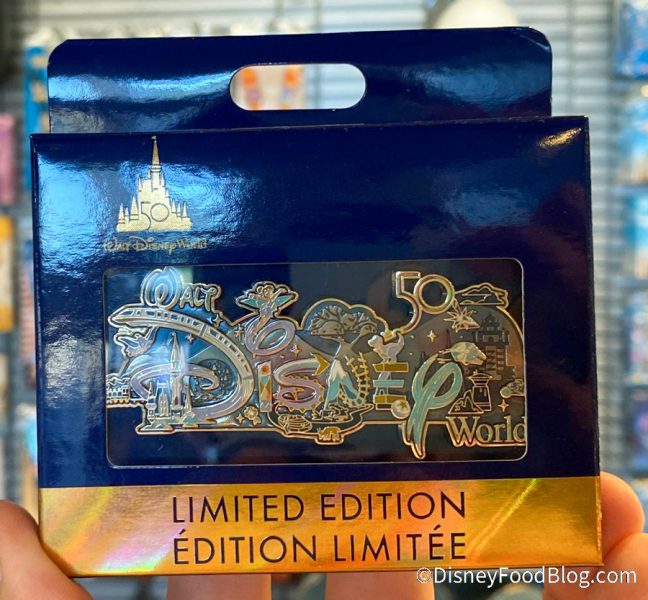 50
WALT DISNEY WORLD
WALT
50
DISNEY
World
LIMITED EDITION
ÉDITION LIMITÉE
©DisneyFoodBlog.com